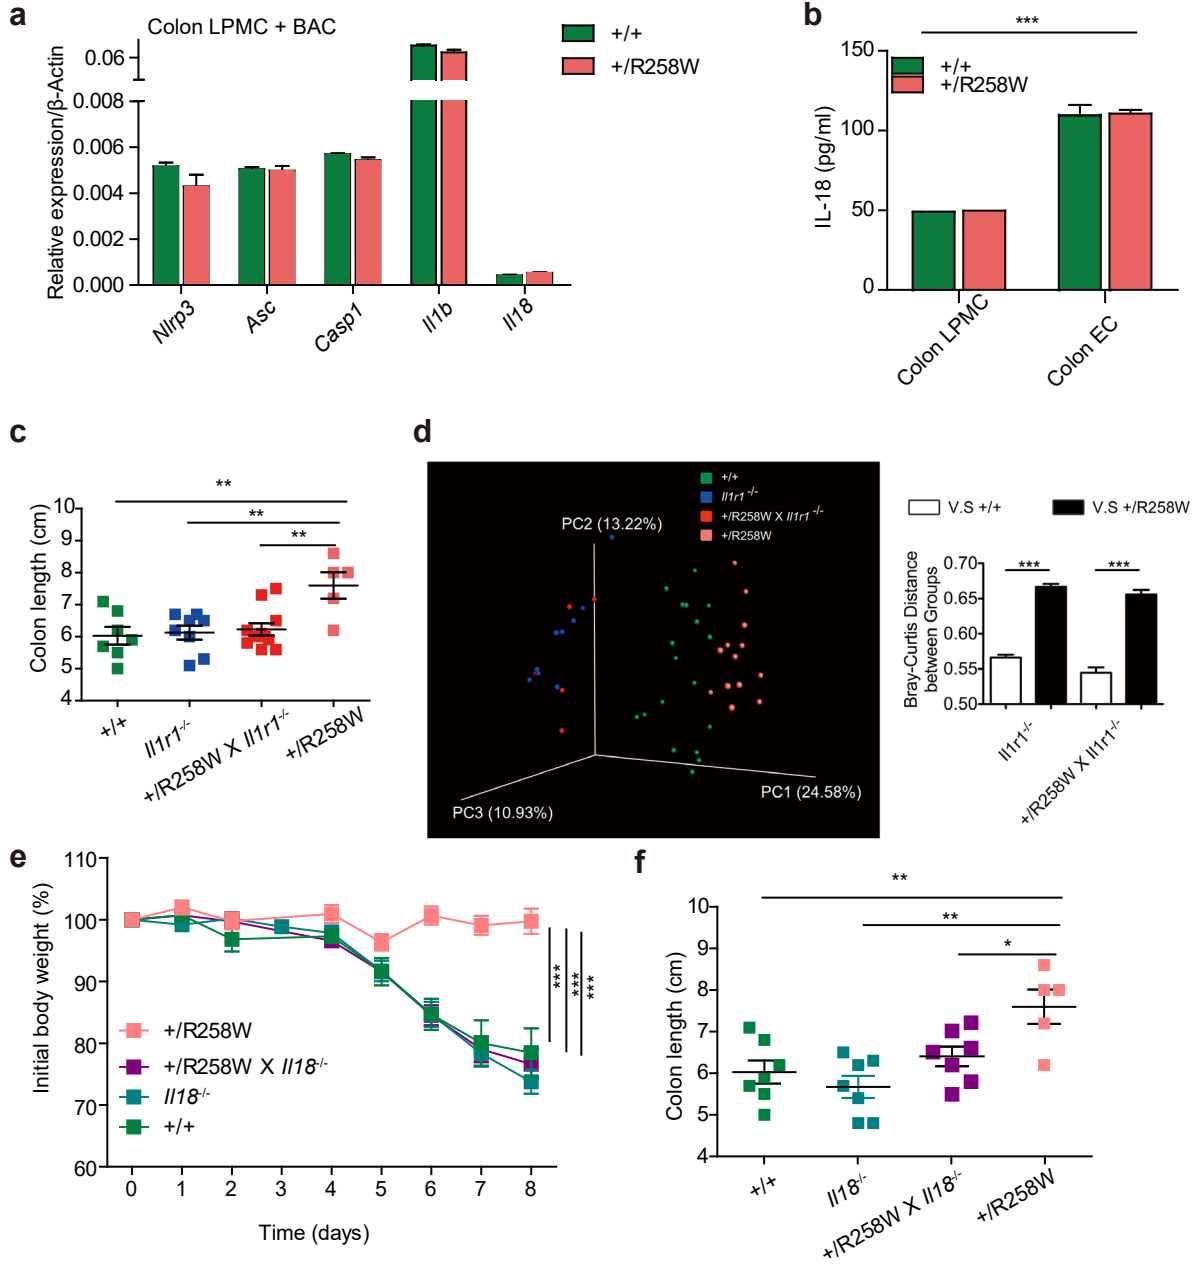 a
Colon LPMC + BAC
+/+
+/R258W
Relative expression/β-Actin
0.06
0.008
0.006
0.004
0.002
0.000
Nlrp3
Asc
Casp1
Il1b
Il18
b
***
+/+
+/R258W
IL-18 (pg/ml)
150
100
50
0
Colon LPMC
Colon EC
c
**
**
**
Colon length (cm)
10
9
8
7
6
5
4
+/+
Il1r1-/-
+/R258W X Il1r1-/-
+/R258W
d
+/+
Il1r1-/-
+/R258W X Il1r1-/-
+/R258W
PC2 (13.22%)
PC1 (24.58%)
PC3 (10.93%)
V.S +/+
V.S +/R258W
Bray-Curtis Distance
between Groups
0.70
0.65
0.60
0.55
0.50
***
***
Il1r1-/-
+/R258W X Il1r1-/-
e
Initial body weight (%)
110
100
90
80
70
60
***
***
***
+/R258W
+/R258W X Il18-/-
Il18-/-
+/+
0 1 2 3 4 5 6 7 8
Time (days)
f
**
**
*
Colon length (cm)
10
9
8
7
6
5
4
+/+
Il18-/-
+/R258W X Il18-/-
+/R258W